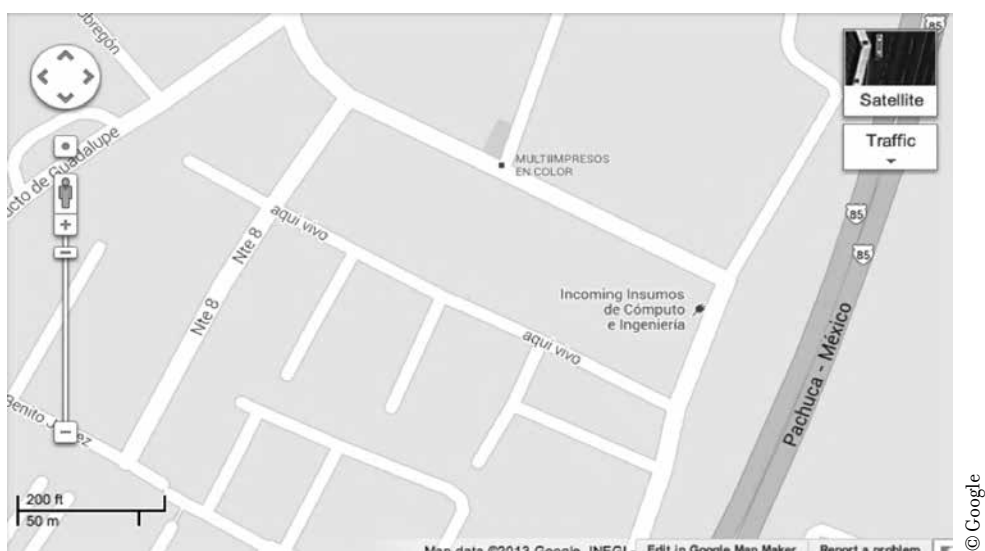 bregón
85
Satellite
Traffic
ucto de Guadalupe
MULTIIMPRESOS
EN COLOR
aqui vivo
Nte 8
85
85
Incoming Insumos
de Cómputo
e Ingeniería
Nte 8
aqui vivo
Pachuca - México
Benito
200 ft
50 m
Map data ©2013 Google, INEGI
Edit in Google Map Maker
Report a problem
© Google